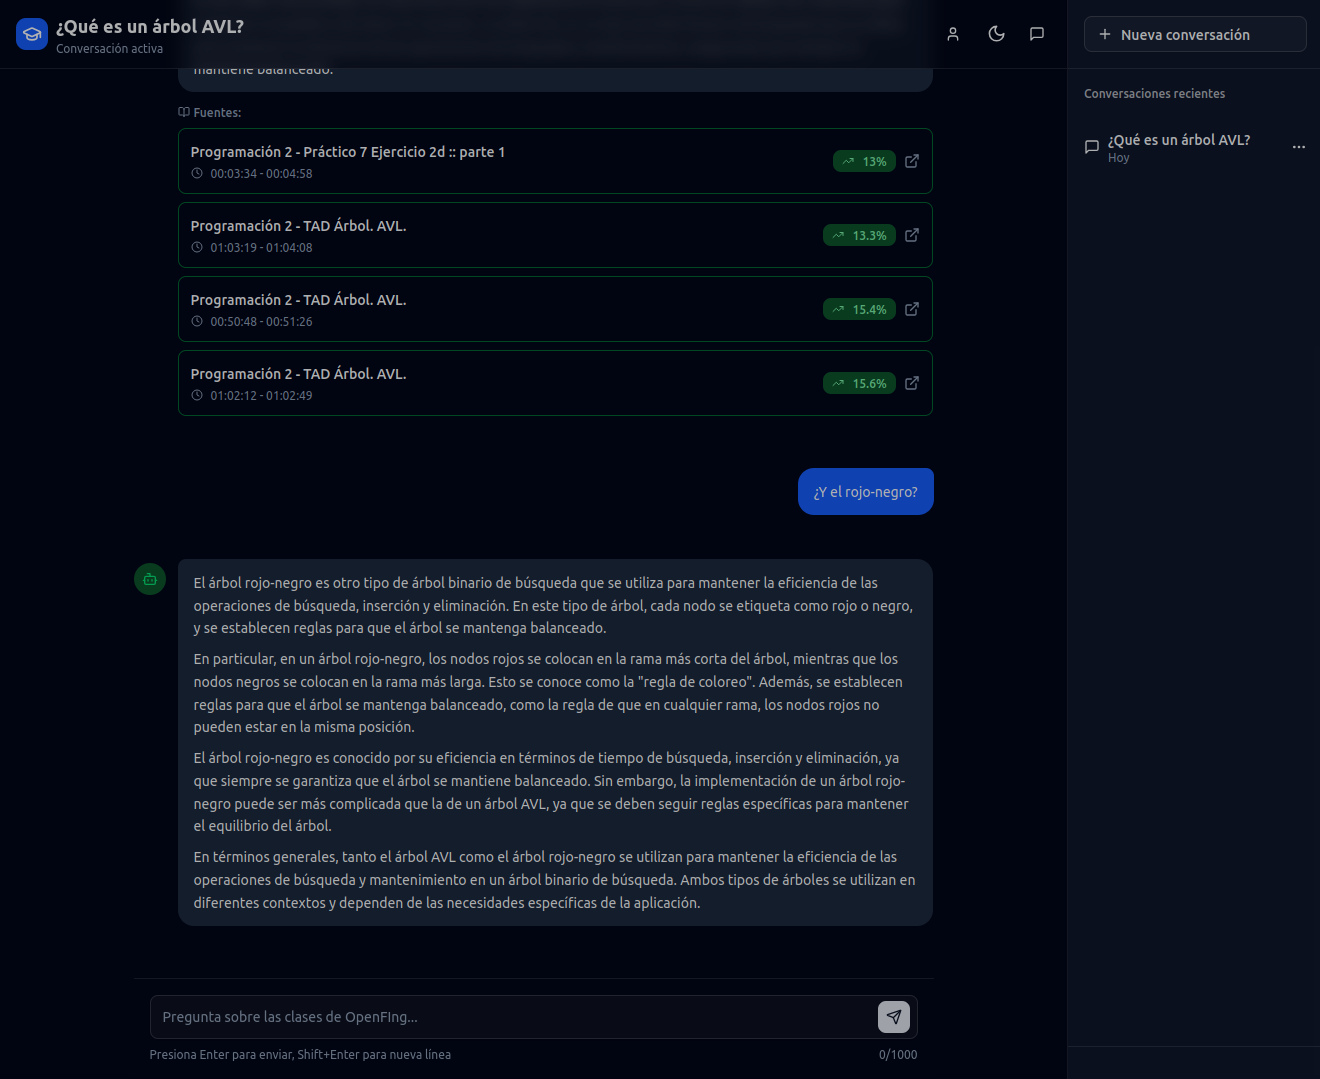 ¿Qué es un árbol AVL?
Conversación activa
mantiene balanceado.
Fuentes:
Programación 2 - Práctico 7 Ejercicio 2d :: parte 1
00:03:34 - 00:04:58
13%
Programación 2 - TAD Árbol. AVL.
01:03:19 - 01:04:08
13.3%
Programación 2 - TAD Árbol. AVL.
00:50:48 - 00:51:26
15.4%
Programación 2 - TAD Árbol. AVL.
01:02:12 - 01:02:49
15.6%
¿Y el rojo-negro?
El árbol rojo-negro es otro tipo de árbol binario de búsqueda que se utiliza para mantener la eficiencia de las
operaciones de búsqueda, inserción y eliminación. En este tipo de árbol, cada nodo se etiqueta como rojo o negro,
y se establecen reglas para que el árbol se mantenga balanceado.
En particular, en un árbol rojo-negro, los nodos rojos se colocan en la rama más corta del árbol, mientras que los
nodos negros se colocan en la rama más larga. Esto se conoce como la "regla de coloreo". Además, se establecen
reglas para que el árbol se mantenga balanceado, como la regla de que en cualquier rama, los nodos rojos no
pueden estar en la misma posición.
El árbol rojo-negro es conocido por su eficiencia en términos de tiempo de búsqueda, inserción y eliminación, ya
que siempre se garantiza que el árbol se mantiene balanceado. Sin embargo, la implementación de un árbol rojo-
negro puede ser más complicada que la de un árbol AVL, ya que se deben seguir reglas específicas para mantener
el equilibrio del árbol.
En términos generales, tanto el árbol AVL como el árbol rojo-negro se utilizan para mantener la eficiencia de las
operaciones de búsqueda y mantenimiento en un árbol binario de búsqueda. Ambos tipos de árboles se utilizan en
diferentes contextos y dependen de las necesidades específicas de la aplicación.
Pregunta sobre las clases de OpenFIng...
Presiona Enter para enviar, Shift+Enter para nueva línea
0/1000
Nueva conversación
Conversaciones recientes
¿Qué es un árbol AVL?
Hoy